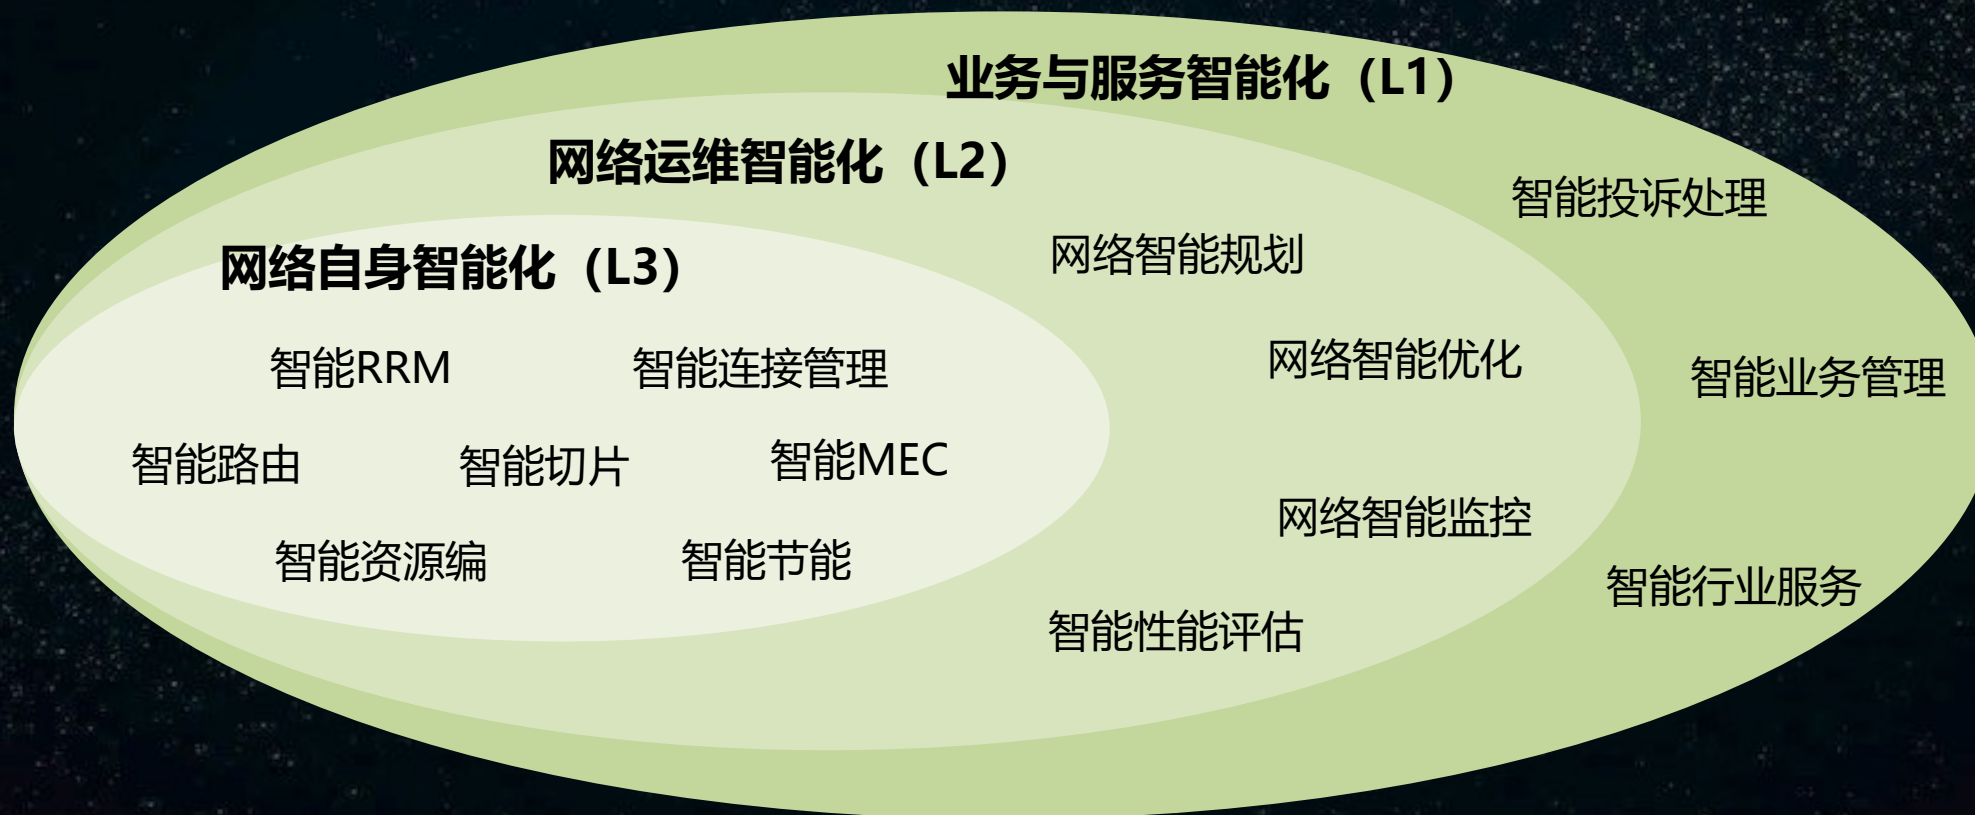 业务与服务智能化（L1）
网络运维智能化（L2）
智能投诉处理
网络智能规划
网络自身智能化（L3）
网络智能优化
智能RRM
智能连接管理
智能业务管理
智能路由
智能切片
智能MEC
网络智能监控
智能资源编
智能节能
智能行业服务
智能性能评估